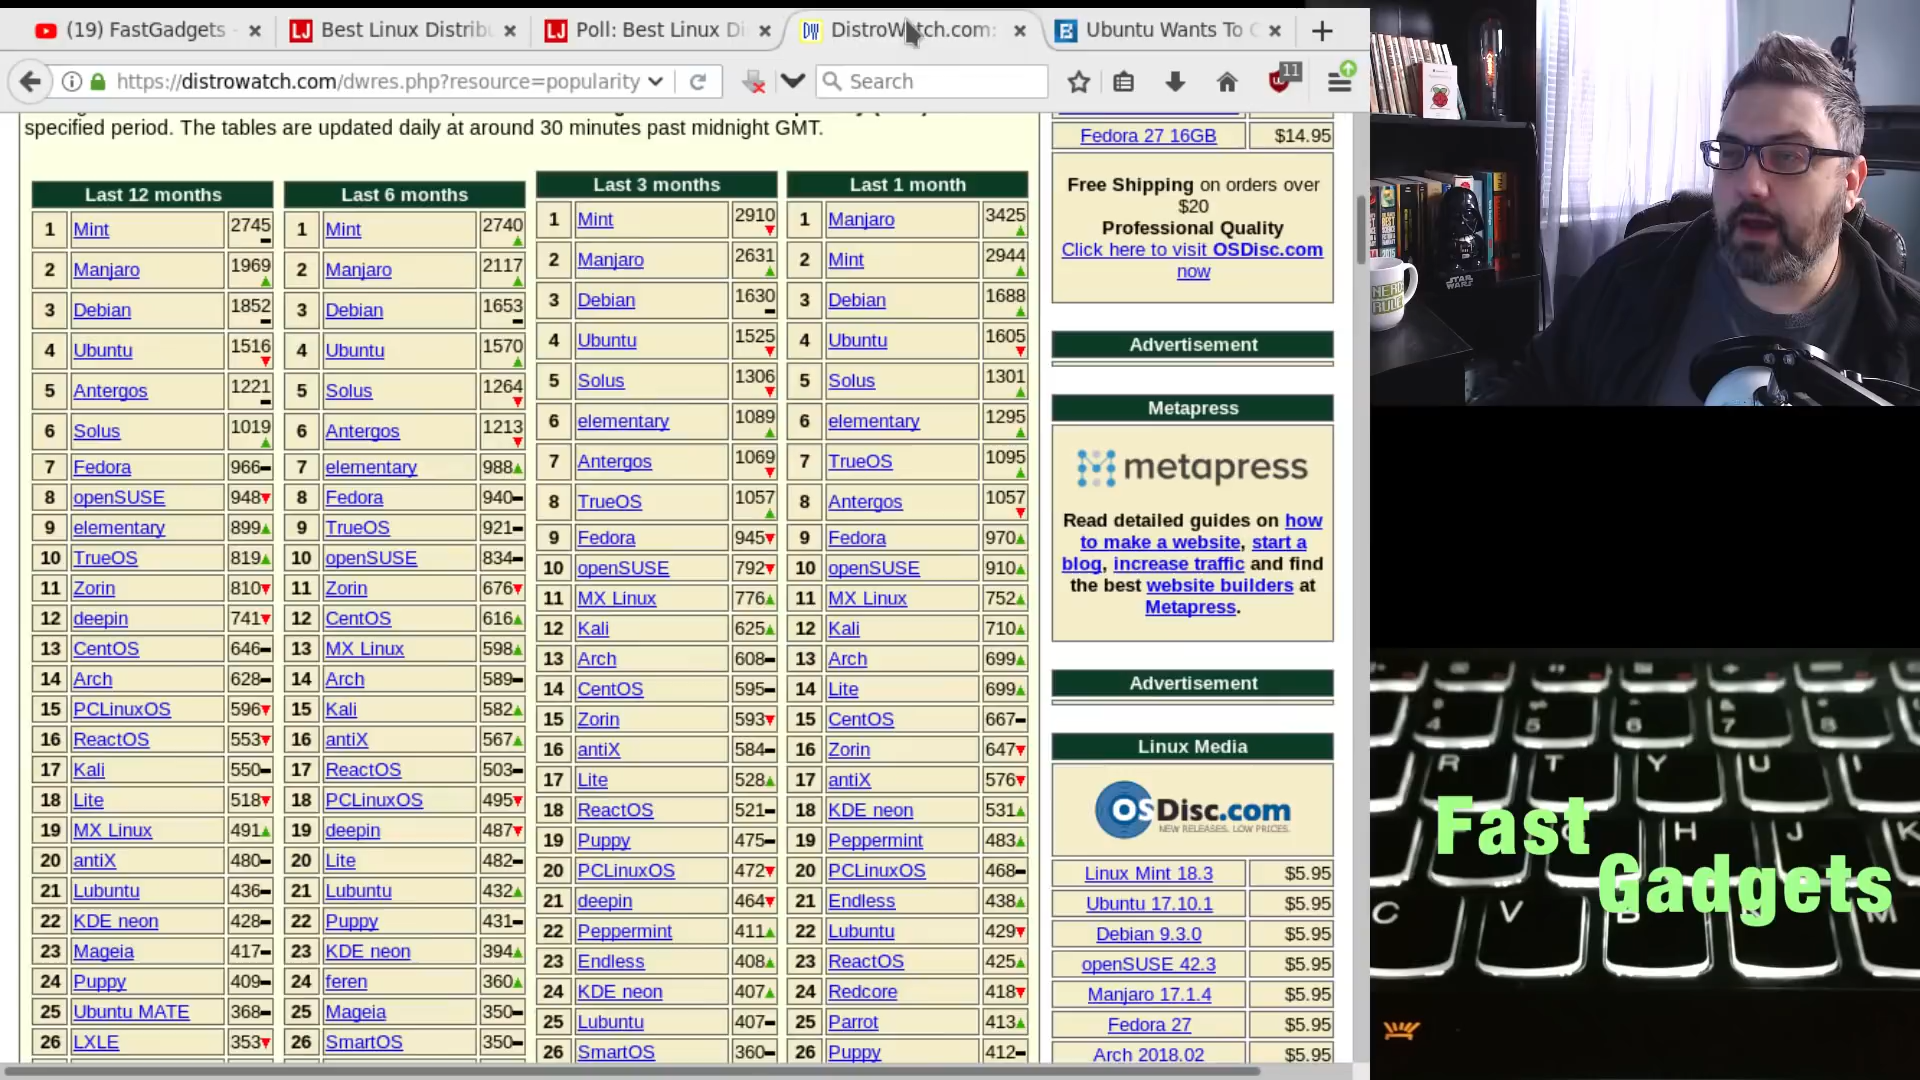 (19) FastGadgets
Best Linux Distrib
Poll: Best Linux Di
DistroWatch.com:
Ubuntu Wants To C
https://distrowatch.com/dwres.php?resource=popularity
Search
11
specified period. The tables are updated daily at around 30 minutes past midnight GMT.
Last 12 months
1 Mint 2745
2 Manjaro 1969
3 Debian 1852
4 Ubuntu 1516
5 Antergos 1221
6 Solus 1019
7 Fedora 966
8 openSUSE 948
9 elementary 899
10 TrueOS 819
11 Zorin 810
12 deepin 741
13 CentOS 646
14 Arch 628
15 PCLinuxOS 596
16 ReactOS 553
17 Kali 550
18 Lite 518
19 MX Linux 491
20 antiX 480
21 Lubuntu 436
22 KDE neon 428
23 Mageia 417
24 Puppy 409
25 Ubuntu MATE 368
26 LXLE 353
Last 6 months
1 Mint 2740
2 Manjaro 2117
3 Debian 1653
4 Ubuntu 1570
5 Solus 1264
6 Antergos 1213
7 elementary 988
8 Fedora 940
9 TrueOS 921
10 openSUSE 834
11 Zorin 676
12 CentOS 616
13 MX Linux 598
14 Arch 589
15 Kali 582
16 antiX 567
17 ReactOS 503
18 PCLinuxOS 495
19 deepin 487
20 Lite 482
21 Lubuntu 432
22 Puppy 431
23 KDE neon 394
24 feren 360
25 Mageia 350
26 SmartOS 350
Last 3 months
1 Mint 2910
2 Manjaro 2631
3 Debian 1630
4 Ubuntu 1525
5 Solus 1306
6 elementary 1089
7 Antergos 1069
8 TrueOS 1057
9 Fedora 945
10 openSUSE 792
11 MX Linux 776
12 Kali 625
13 Arch 608
14 CentOS 595
15 Zorin 593
16 antiX 584
17 Lite 528
18 ReactOS 521
19 Puppy 475
20 PCLinuxOS 472
21 deepin 464
22 Peppermint 411
23 Endless 408
24 KDE neon 407
25 Lubuntu 407
26 SmartOS 360
Last 1 month
1 Manjaro 3425
2 Mint 2944
3 Debian 1688
4 Ubuntu 1605
5 Solus 1301
6 elementary 1295
7 TrueOS 1095
8 Antergos 1057
9 Fedora 970
10 openSUSE 910
11 MX Linux 752
12 Kali 710
13 Arch 699
14 Lite 699
15 CentOS 667
16 Zorin 647
17 antiX 576
18 KDE neon 531
19 Peppermint 483
20 PCLinuxOS 468
21 Endless 438
22 Lubuntu 429
23 ReactOS 425
24 Redcore 418
25 Parrot 413
26 Puppy 412
Fedora 27 16GB $14.95
Free Shipping on orders over
$20
Professional Quality
Click here to visit OSDisc.com
now
Advertisement
Metapress
metapress
Read detailed guides on how
to make a website, start a
blog, increase traffic and find
the best website builders at
Metapress.
Advertisement
Linux Media
OSDisc.com
NEW RELEASES. LOW PRICES.
Linux Mint 18.3 $5.95
Ubuntu 17.10.1 $5.95
Debian 9.3.0 $5.95
openSUSE 42.3 $5.95
Manjaro 17.1.4 $5.95
Fedora 27 $5.95
Arch 2018.02 $5.95
STAR WARS
NERDS RULE
4 5 6 7 8
R T Y U I
H J K
C V B N M
Fast
Gadgets